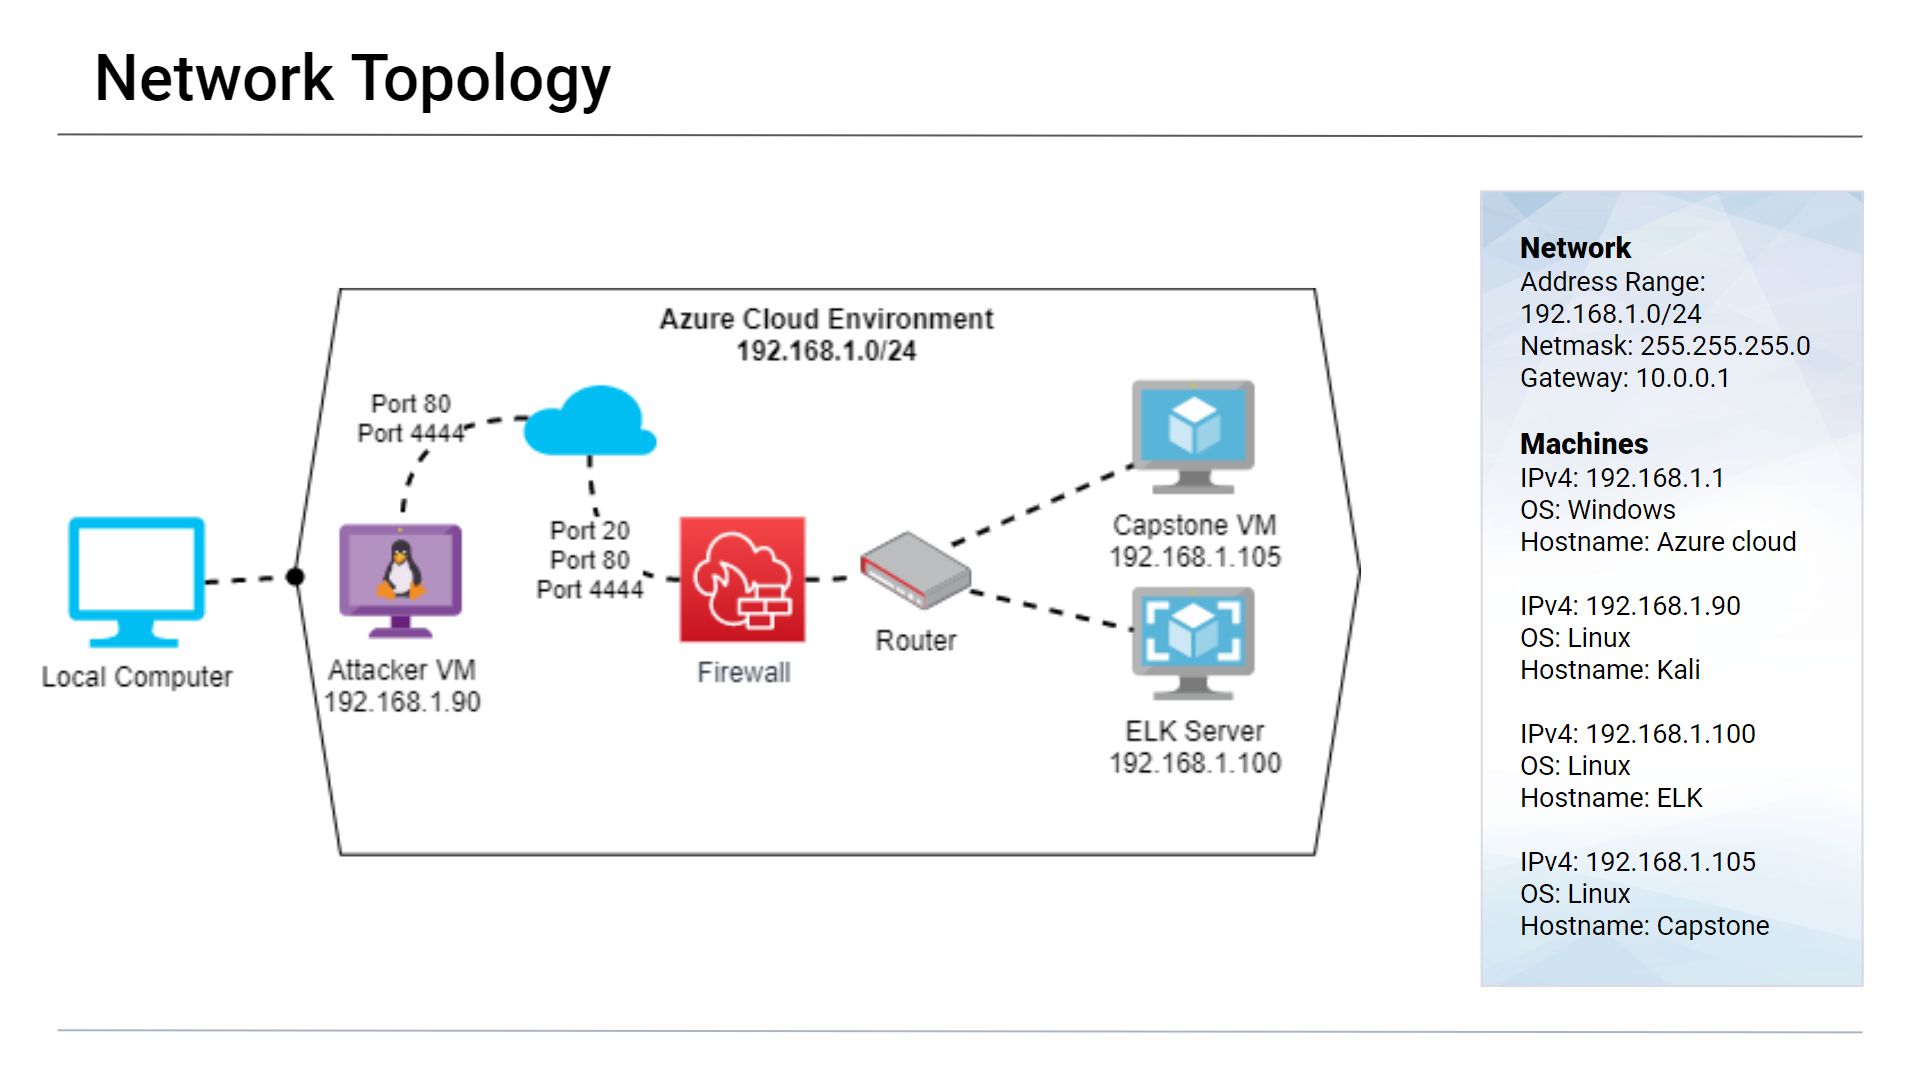 Network Topology
Azure Cloud Environment
192.168.1.0/24
Port 80
Port 4444
Port 20
Port 80
Port 4444
Local Computer
Attacker VM
192.168.1.90
Firewall
Router
Capstone VM
192.168.1.105
ELK Server
192.168.1.100
Network
Address Range:
192.168.1.0/24
Netmask: 255.255.255.0
Gateway: 10.0.0.1
Machines
IPv4: 192.168.1.1
OS: Windows
Hostname: Azure cloud
IPv4: 192.168.1.90
OS: Linux
Hostname: Kali
IPv4: 192.168.1.100
OS: Linux
Hostname: ELK
IPv4: 192.168.1.105
OS: Linux
Hostname: Capstone